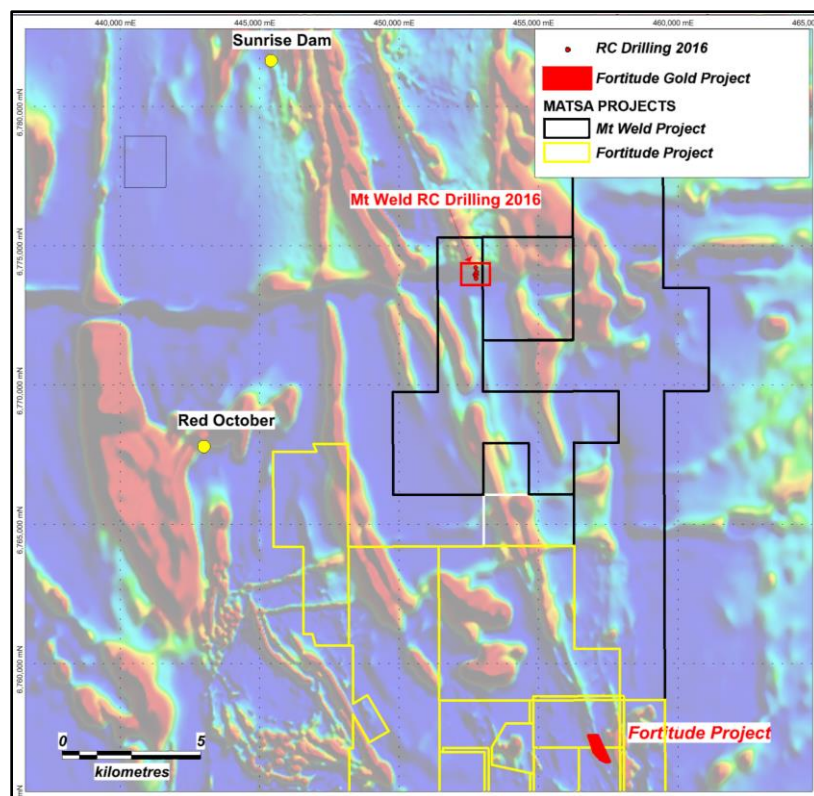 440,000 mE
445,000 mE
450,000 mE
455,000 mE
460,000 mE
465,0
Sunrise Dam
RC Drilling 2016
Fortitude Gold Project
MATSA PROJECTS
Mt Weld Project
Fortitude Project
6,780,000 mN
Mt Weld RC Drilling 2016
6,775,000 mN
6,770,000 mN
Red October
6,765,000 mN
6,760,000 mN
Fortitude Project
0
5
kilometres
mN